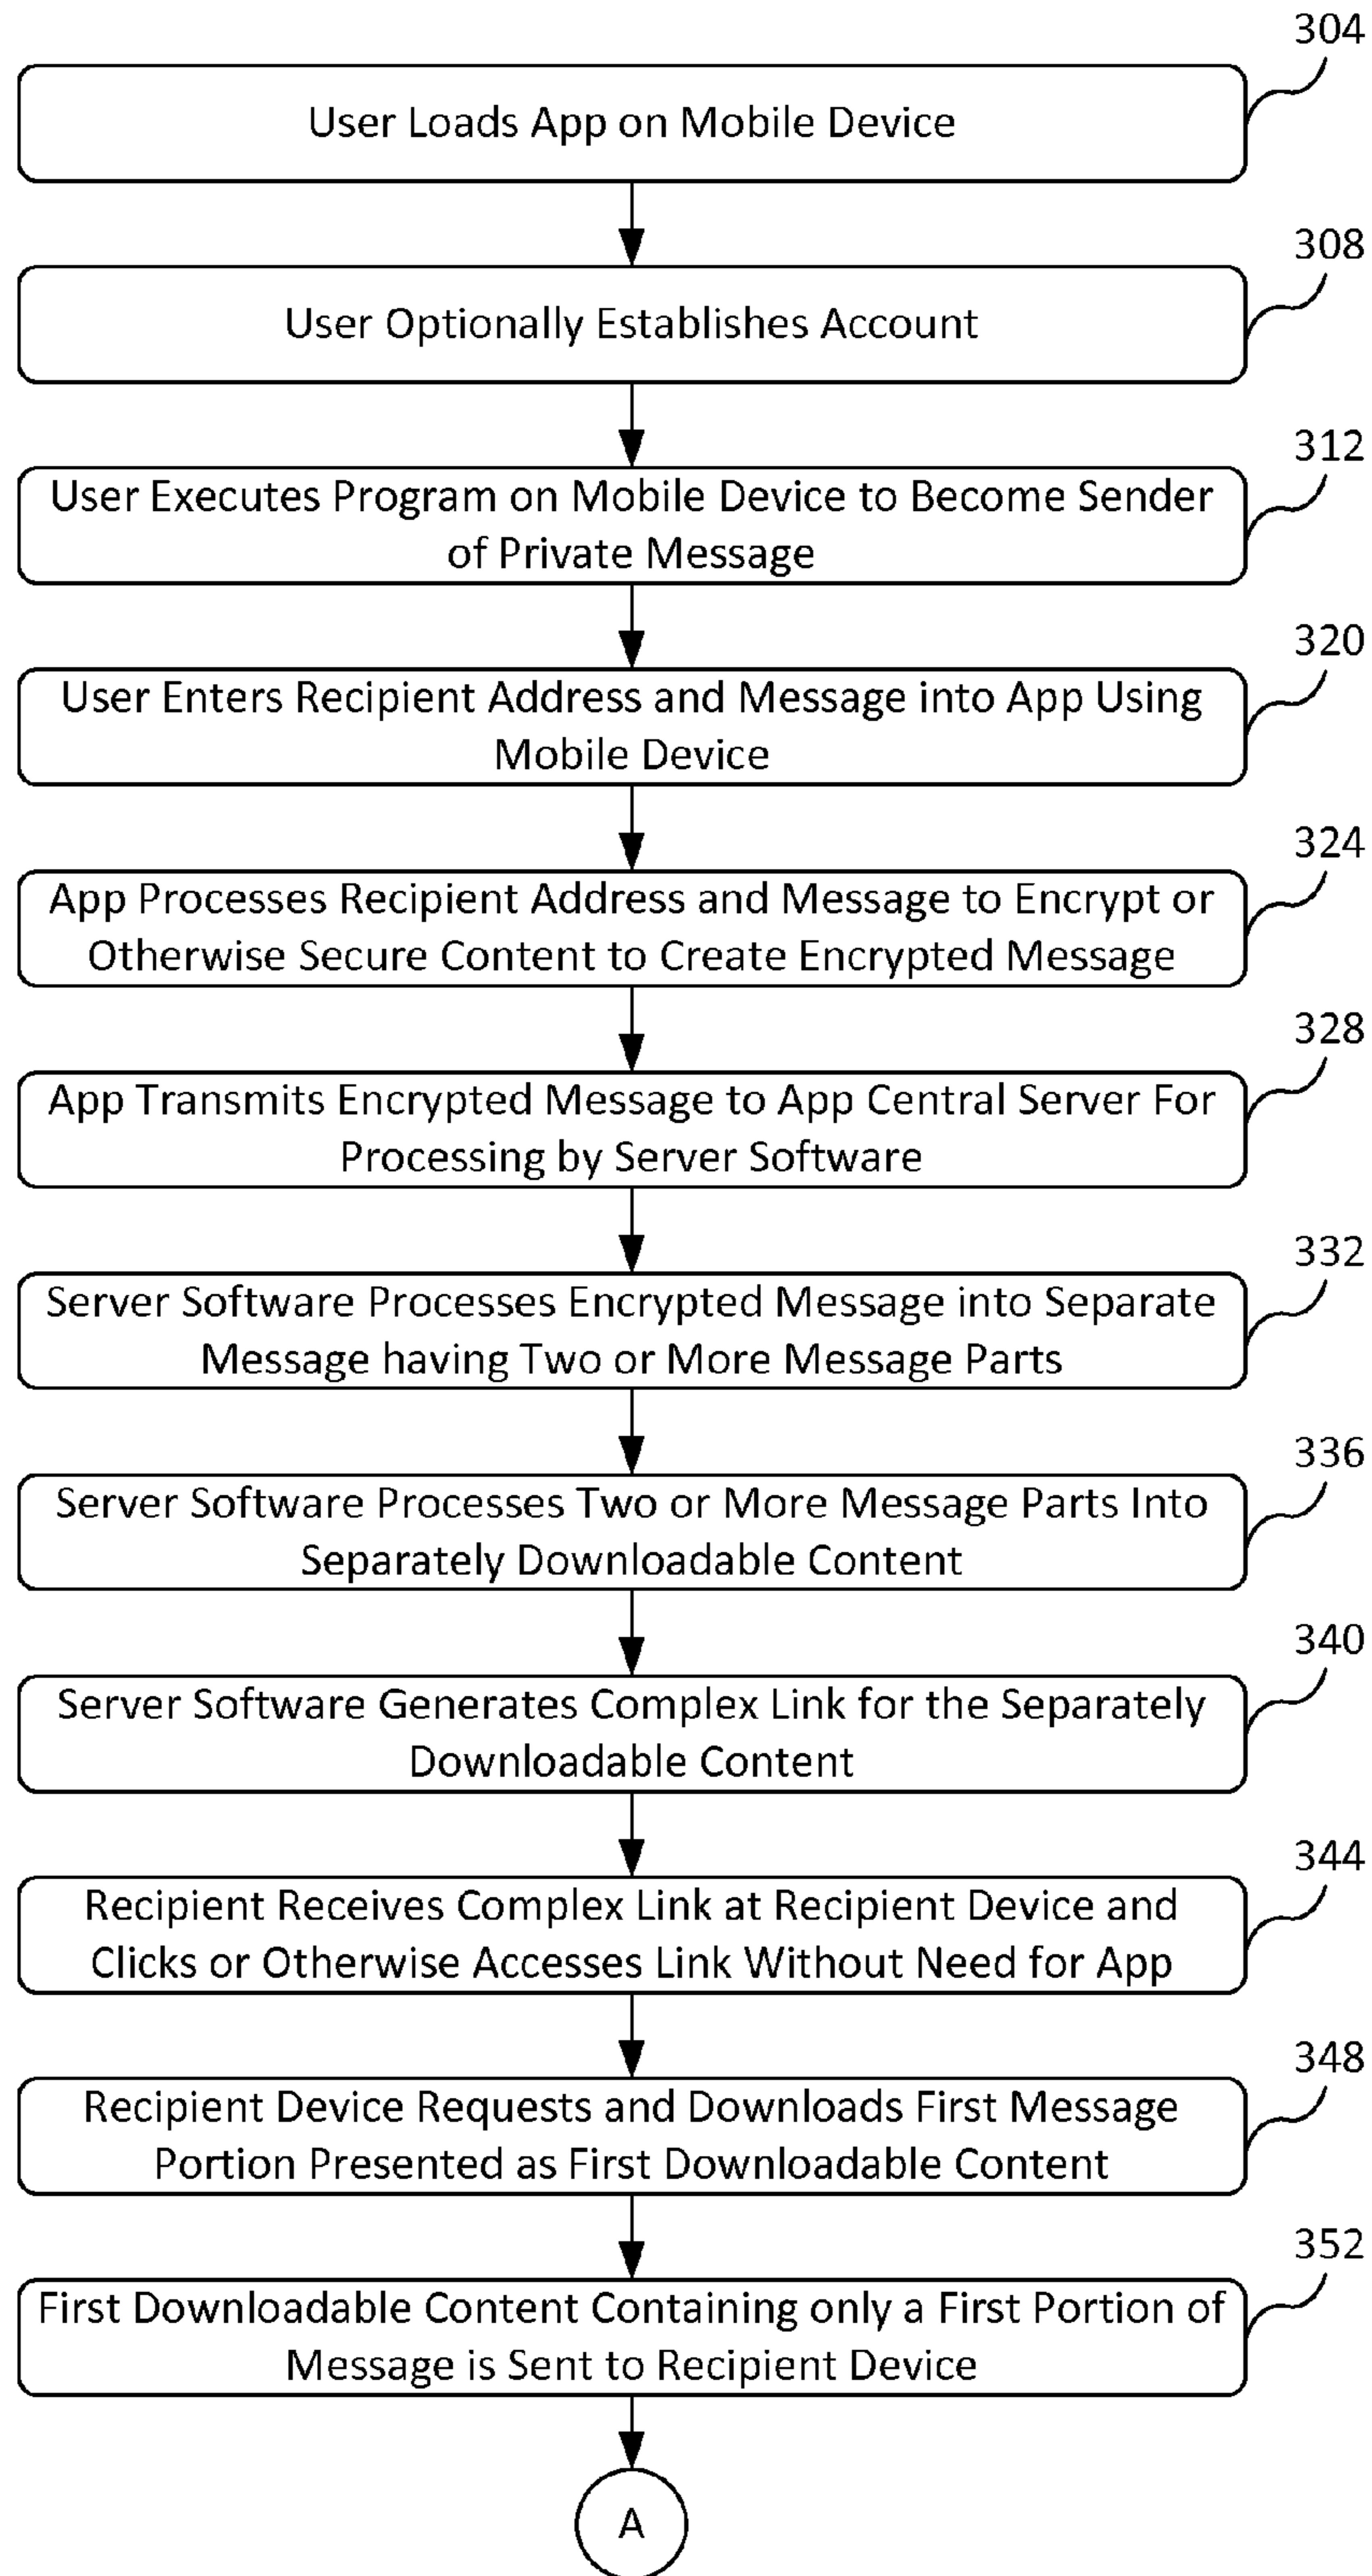 304
User Loads App on Mobile Device
308
User Optionally Establishes Account
312
User Executes Program on Mobile Device to Become Sender
of Private Message
320
User Enters Recipient Address and Message into App Using
Mobile Device
324
App Processes Recipient Address and Message to Encrypt or
Otherwise Secure Content to Create Encrypted Message
328
App Transmits Encrypted Message to App Central Server For
Processing by Server Software
332
Server Software Processes Encrypted Message into Separate
Message having Two or More Message Parts
336
Server Software Processes Two or More Message Parts Into
Separately Downloadable Content
340
Server Software Generates Complex Link for the Separately
Downloadable Content
344
Recipient Receives Complex Link at Recipient Device and
Clicks or Otherwise Accesses Link Without Need for App
348
Recipient Device Requests and Downloads First Message
Portion Presented as First Downloadable Content
352
First Downloadable Content Containing only a First Portion of
Message is Sent to Recipient Device
A